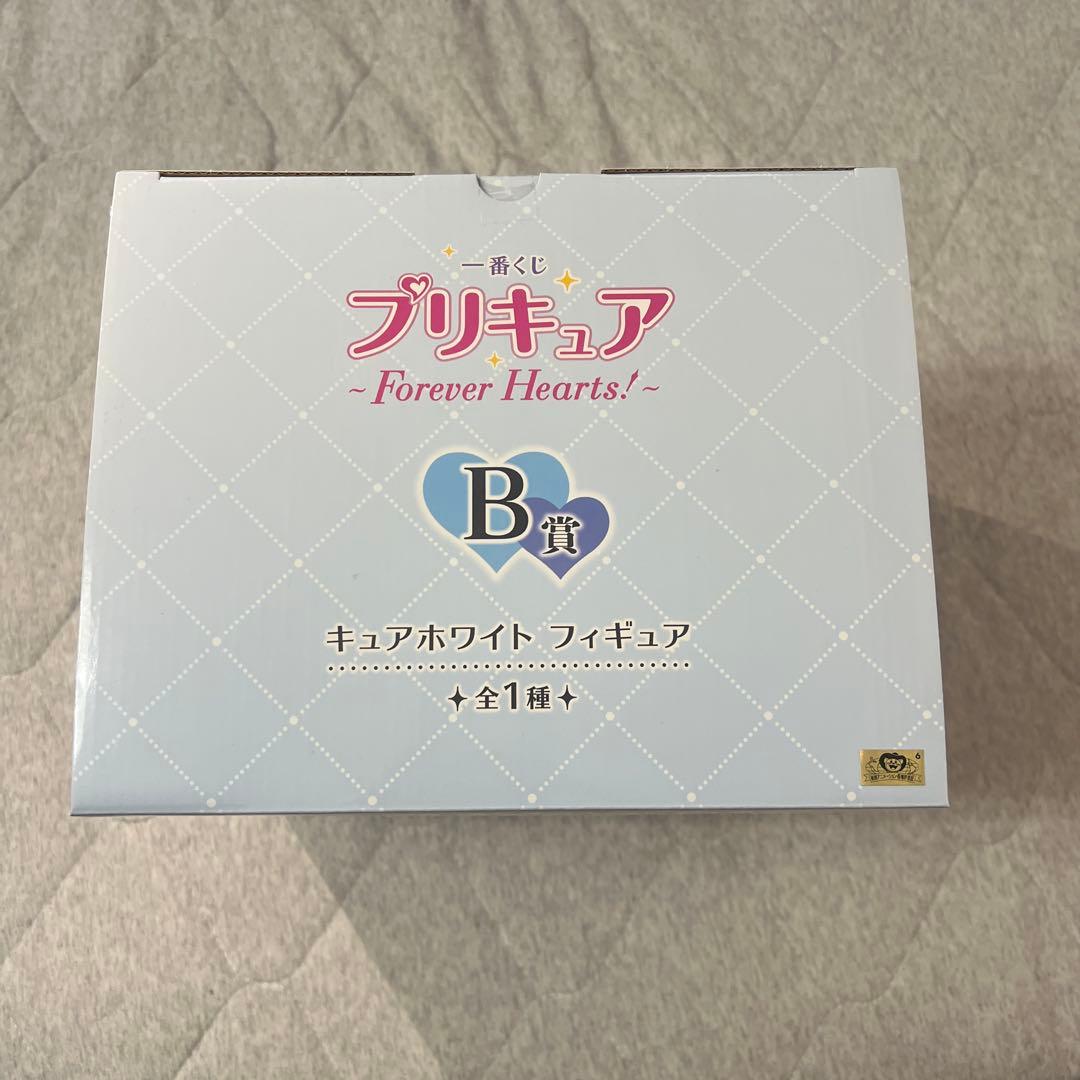 一番くじ
プリキュア
~Forever Hearts!~
B賞
キュアホワイト フィギュア
全1種
6